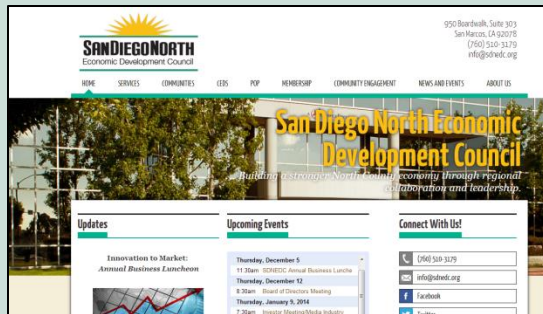 SANDIEGONORTH
Economic Development Council
950 Boardwalk, Suite 303
San Marcos, CA 92078
(760) 510-3179
info@sdnedc.org
HOME SERVICES COMMUNITIES CEDS POP MEMBERSHIP COMMUNITY ENGAGEMENT NEWS AND EVENTS ABOUT US
San Diego North Economic
Development Council
Building a stronger North County economy through regional
collaboration and leadership.
Updates
Innovation to Market:
Annual Business Luncheon
Upcoming Events
Thursday, December 5
11:30am SDNEDC Annual Business Lunche
Thursday, December 12
8:30am Board of Directors Meeting
Thursday, January 9, 2014
7:30am Investor Meeting/Media Industry
Connect With Us!
(760) 510-3179
info@sdnedc.org
Facebook
Twitter